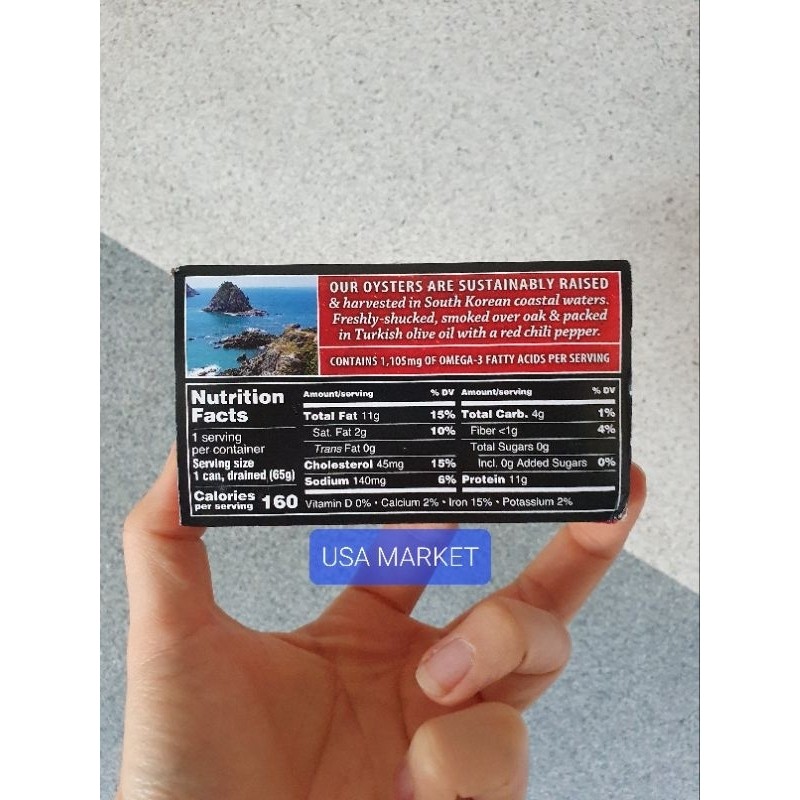 OUR OYSTERS ARE SUSTAINABLY RAISED
& harvested in South Korean coastal waters.
Freshly-shucked, smoked over oak & packed
in Turkish olive oil with a red chili pepper.
CONTAINS 1,105mg OF OMEGA-3 FATTY ACIDS PER SERVING
Nutrition
Facts
1 serving
per container
Serving size
1 can, drained (65g)
Calories
per serving 160
Amount/serving % DV
Total Fat 11g 15%
Sat. Fat 2g 10%
Trans Fat 0g
Cholesterol 45mg 15%
Sodium 140mg 6%
Amount/serving % DV
Total Carb. 4g 1%
Fiber <1g 4%
Total Sugars 0g
Incl. 0g Added Sugars 0%
Protein 11g
Vitamin D 0% • Calcium 2% • Iron 15% • Potassium 2%
USA MARKET